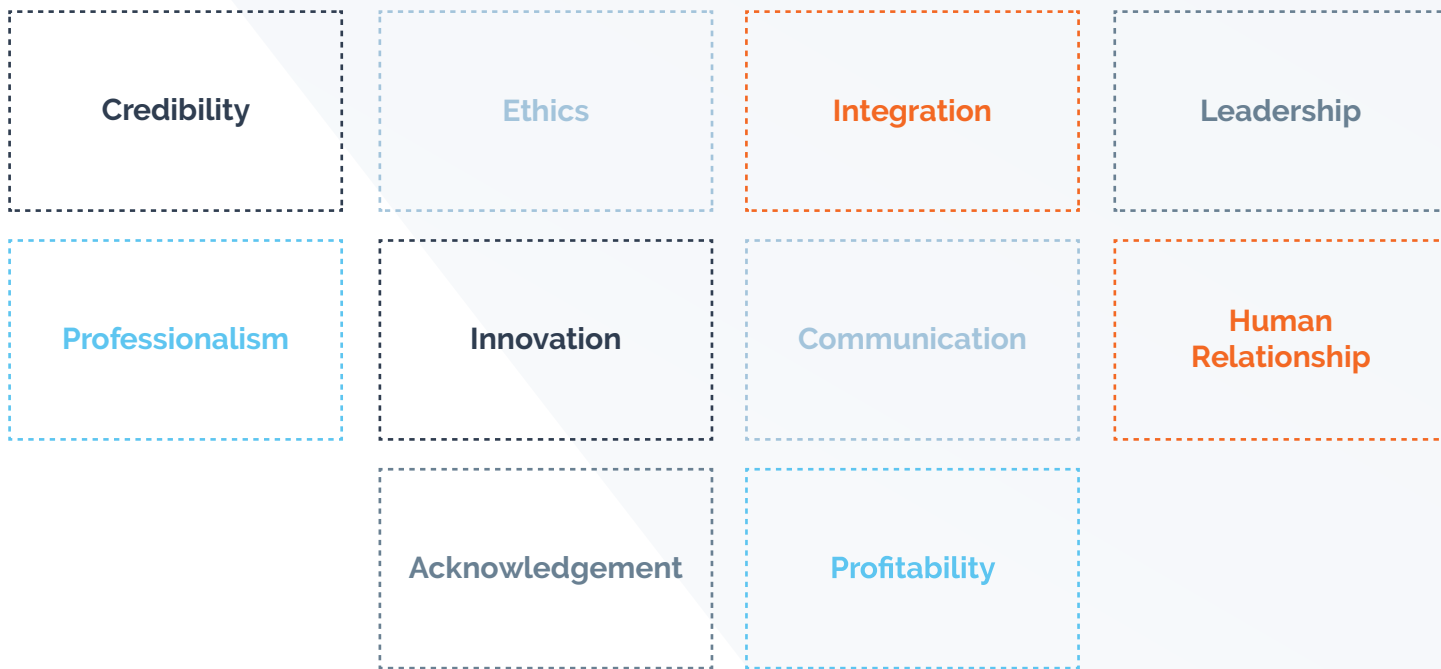 Credibility
Ethics
Integration
Leadership
Professionalism
Innovation
Communication
Human
Relationship
Acknowledgement
Profitability